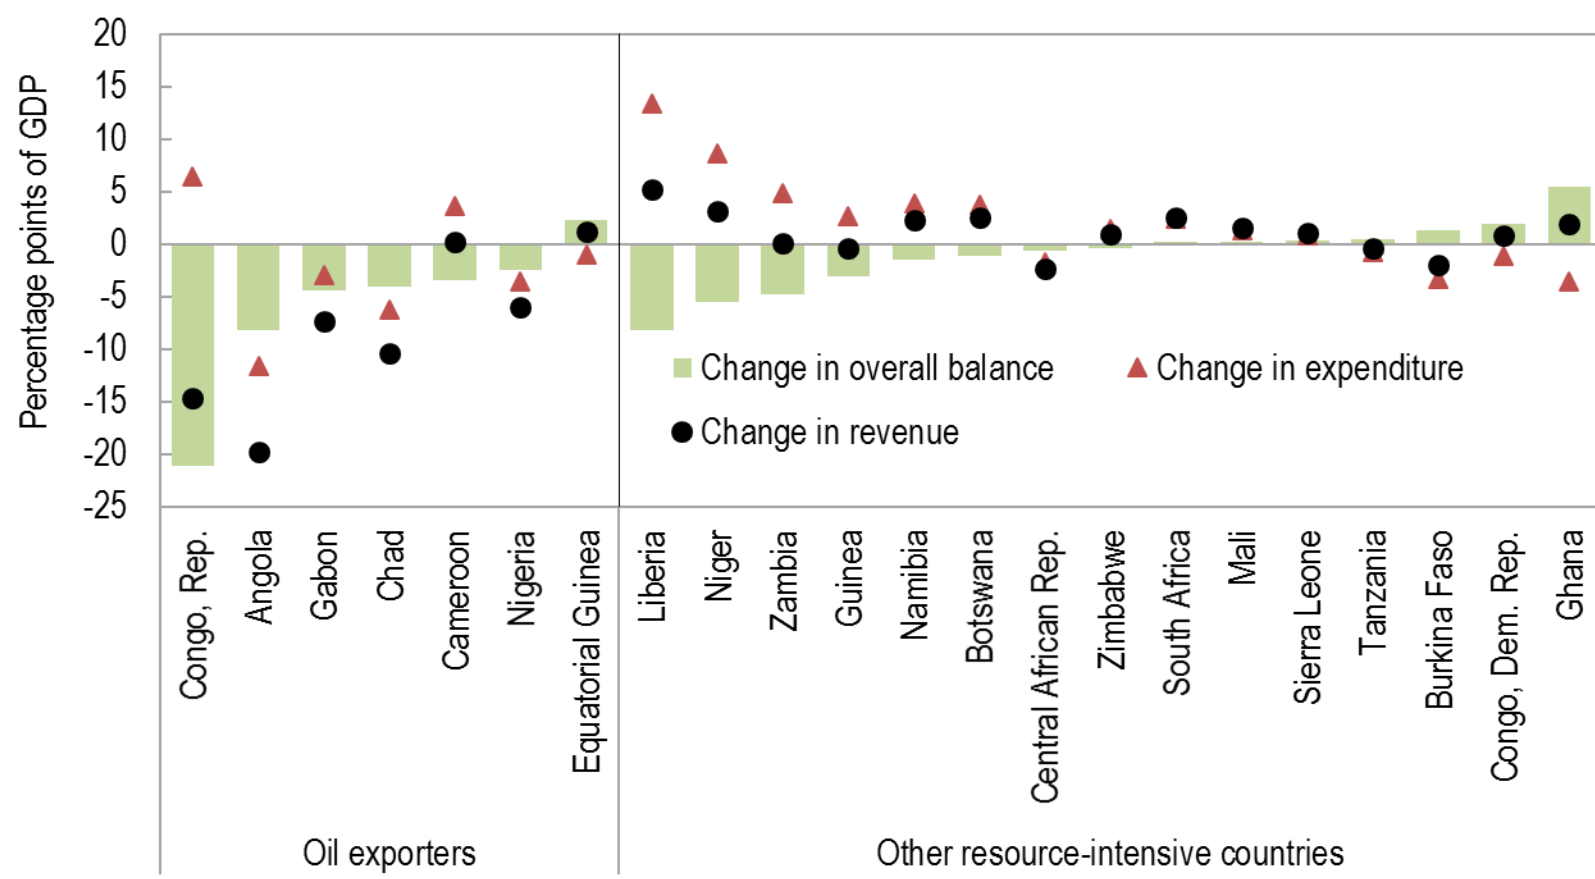 Percentage points of GDP
20
15
10
5
0
-5
-10
-15
-20
-25
Change in overall balance
Change in expenditure
Change in revenue
Congo, Rep.
Angola
Gabon
Chad
Cameroon
Nigeria
Equatorial Guinea
Liberia
Niger
Zambia
Guinea
Namibia
Botswana
Central African Rep.
Zimbabwe
South Africa
Mali
Sierra Leone
Tanzania
Burkina Faso
Congo, Dem. Rep.
Ghana
Oil exporters
Other resource-intensive countries